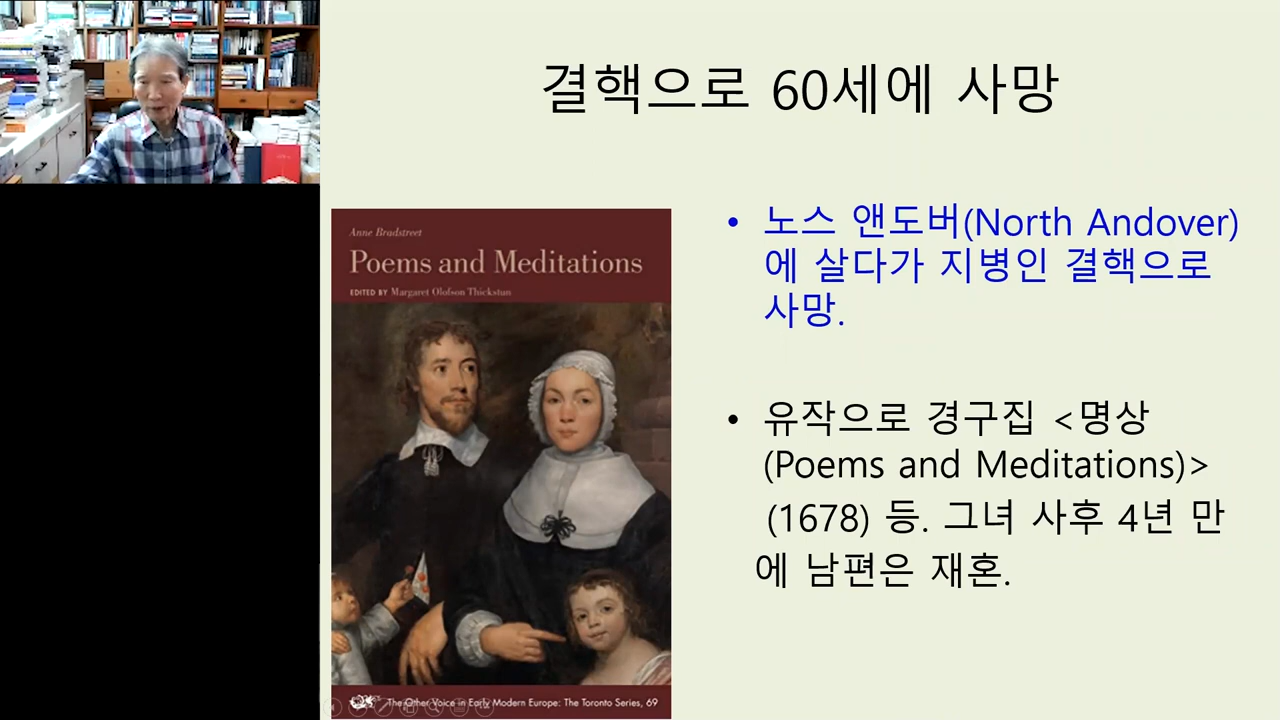 결핵으로 60세에 사망
Anne Bradstreet
Poems and Meditations
EDITED BY Margaret Olofson Thickstun
The Other Voice in Early Modern Europe: The Toronto Series, 69
• 노스 앤도버(North Andover)
에 살다가 지병인 결핵으로
사망.
• 유작으로 경구집 <명상
(Poems and Meditations)>
(1678) 등. 그녀 사후 4년 만
에 남편은 재혼.